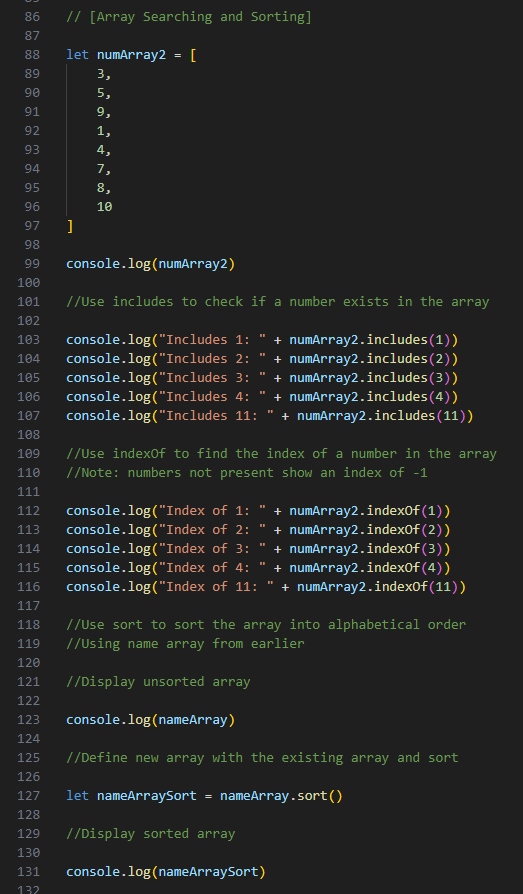 86 // [Array Searching and Sorting]
87
88 let numArray2 = [
89 3,
90 5,
91 9,
92 1,
93 4,
94 7,
95 8,
96 10
97 ]
98
99 console.log(numArray2)
100
101 //Use includes to check if a number exists in the array
102
103 console.log("Includes 1: " + numArray2.includes(1))
104 console.log("Includes 2: " + numArray2.includes(2))
105 console.log("Includes 3: " + numArray2.includes(3))
106 console.log("Includes 4: " + numArray2.includes(4))
107 console.log("Includes 11: " + numArray2.includes(11))
108
109 //Use indexOf to find the index of a number in the array
110 //Note: numbers not present show an index of -1
111
112 console.log("Index of 1: " + numArray2.indexOf(1))
113 console.log("Index of 2: " + numArray2.indexOf(2))
114 console.log("Index of 3: " + numArray2.indexOf(3))
115 console.log("Index of 4: " + numArray2.indexOf(4))
116 console.log("Index of 11: " + numArray2.indexOf(11))
117
118 //Use sort to sort the array into alphabetical order
119 //Using name array from earlier
120
121 //Display unsorted array
122
123 console.log(nameArray)
124
125 //Define new array with the existing array and sort
126
127 let nameArraySort = nameArray.sort()
128
129 //Display sorted array
130
131 console.log(nameArraySort)
132